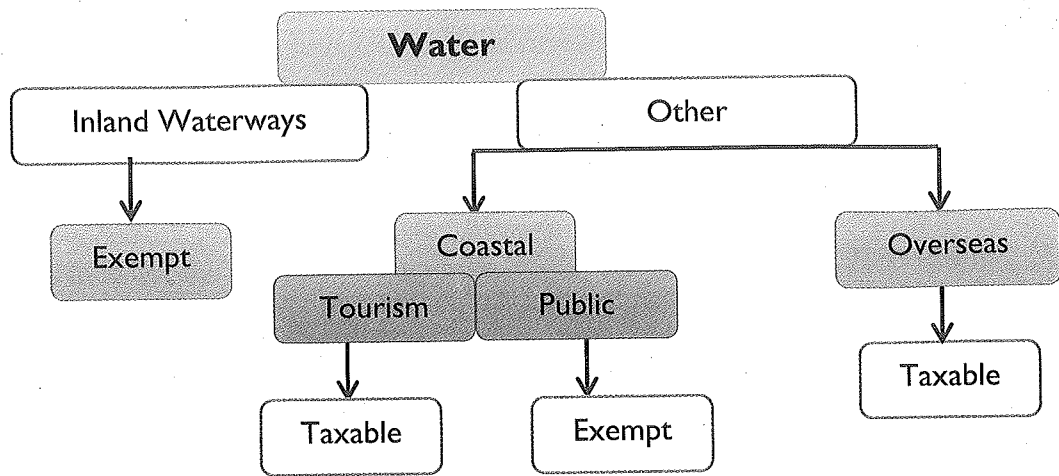 Water
Inland Waterways
Other
Exempt
Coastal
Overseas
Tourism
Public
Taxable
Exempt
Taxable